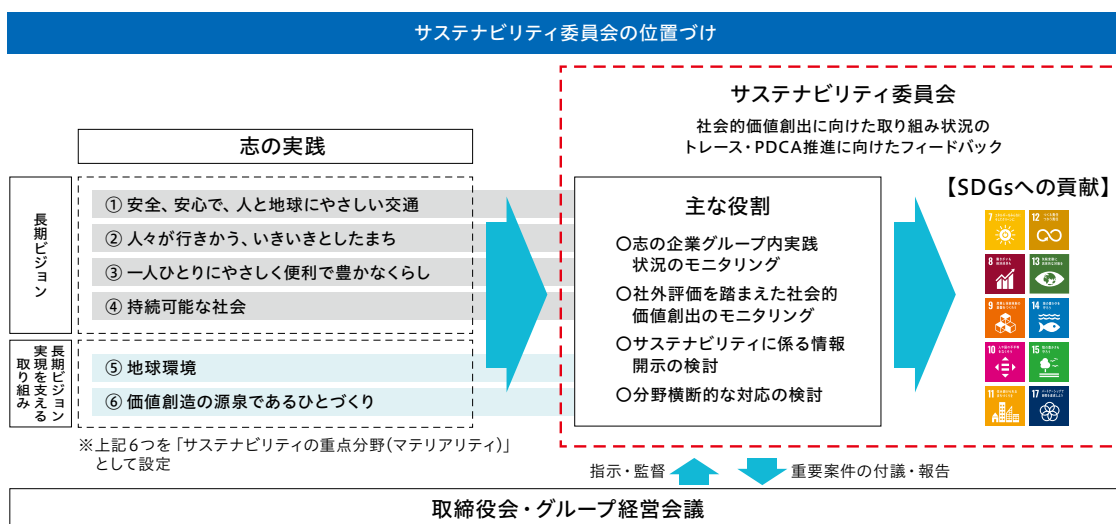 サステナビリティ委員会の位置づけ
志の実践
長期ビジョン
① 安全、安心で、人と地球にやさしい交通
② 人々が行きかう、いきいきとしたまち
③ 一人ひとりにやさしく便利で豊かなくらし
④ 持続可能な社会
長期ビジョン
実現を支える
取り組み
⑤ 地球環境
⑥ 価値創造の源泉であるひとづくり
※上記6つを「サステナビリティの重点分野(マテリアリティ)」
として設定
サステナビリティ委員会
社会的価値創出に向けた取り組み状況の
トレース・PDCA推進に向けたフィードバック
主な役割
○志の企業グループ内実践
状況のモニタリング
○社外評価を踏まえた社会的
価値創出のモニタリング
○サステナビリティに係る情報
開示の検討
○分野横断的な対応の検討
【SDGsへの貢献】
7
12
8
13
9
14
10
15
11
17
指示・監督
重要案件の付議・報告
取締役会・グループ経営会議